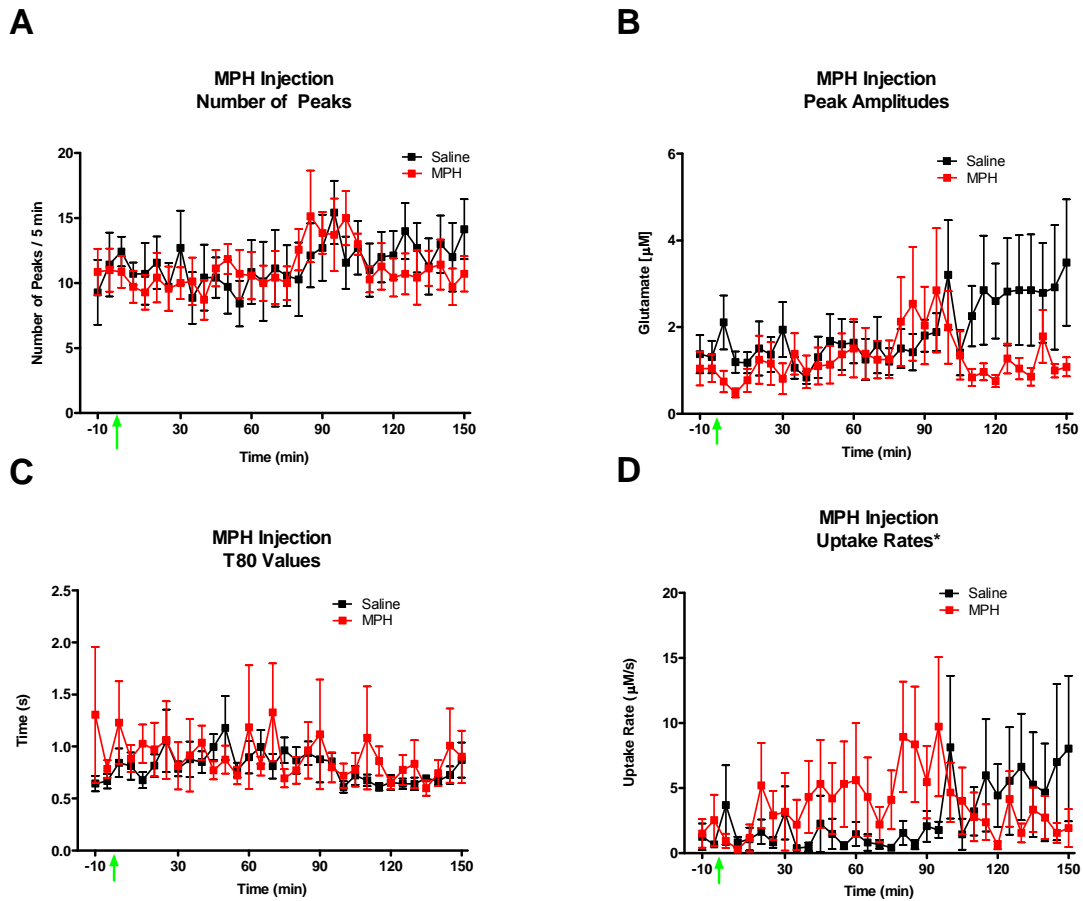 A
MPH Injection
Number of  Peaks
Saline
MPH
Number of Peaks / 5 min
20
15
10
5
0
-10 30 60 90 120 150
Time (min)
B
MPH Injection
Peak Amplitudes
Saline
MPH
Glutamate [µM]
6
4
2
0
-10 30 60 90 120 150
Time (min)
C
MPH Injection
T80 Values
Saline
MPH
Time (s)
2.5
2.0
1.5
1.0
0.5
0.0
-10 30 60 90 120 150
Time (min)
D
MPH Injection
Uptake Rates*
Saline
MPH
Uptake Rate (µM/s)
20
15
10
5
0
-10 30 60 90 120 150
Time (min)